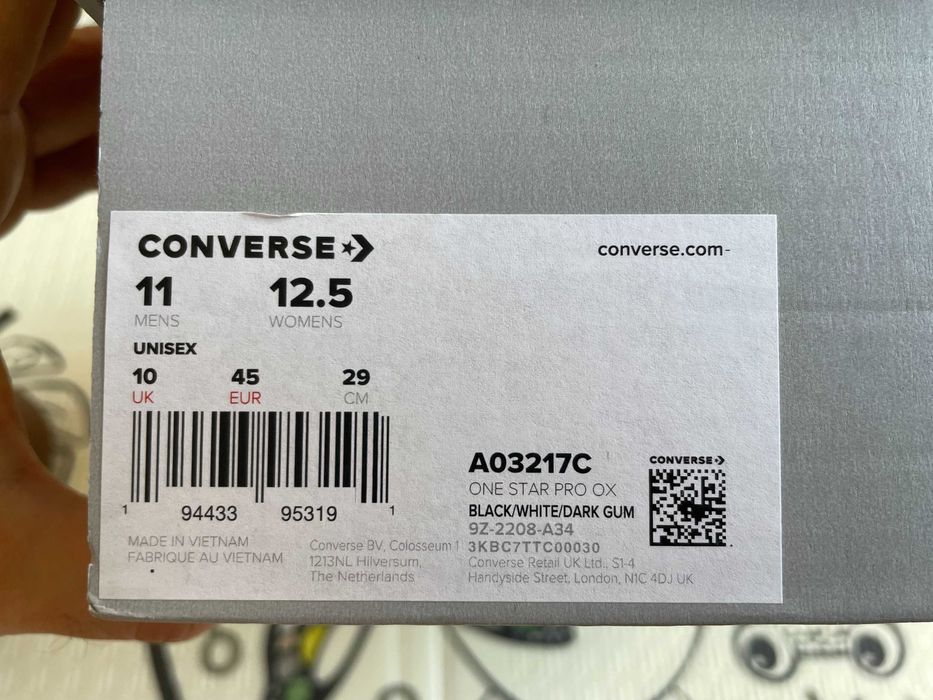 CONVERSE
converse.com
11 12.5
MENS WOMENS
UNISEX
10 45 29
UK EUR CM
1 94433 95319 1
MADE IN VIETNAM
FABRIQUE AU VIETNAM
Converse BV, Colosseum 1
1213NL Hilversum,
The Netherlands
A03217C
ONE STAR PRO OX
BLACK/WHITE/DARK GUM
9Z-2208-A34
3KBC7TTC00030
Converse Retail UK Ltd., S1-4
Handyside Street, London, N1C 4DJ UK
CONVERSE